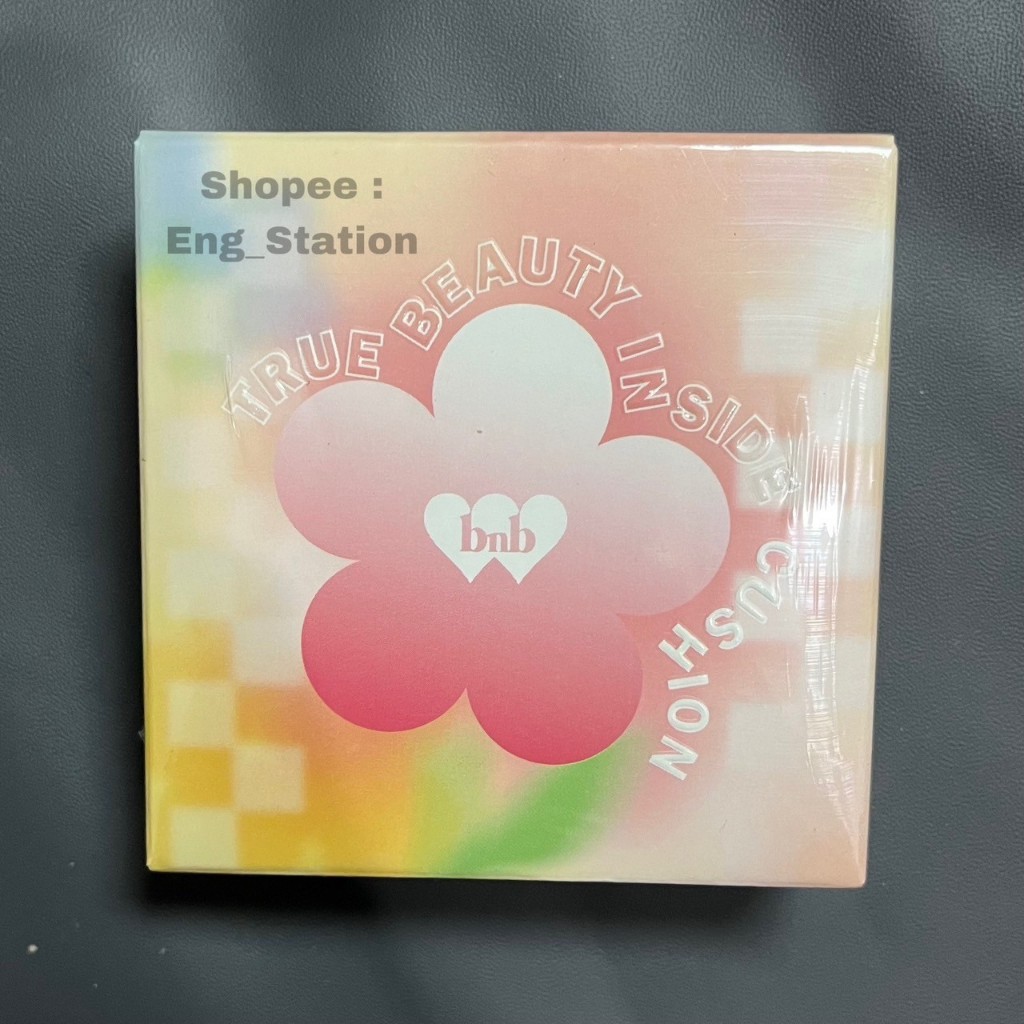 Shopee :
Eng_Station
TRUE BEAUTY INSIDE CUSHION
bnb